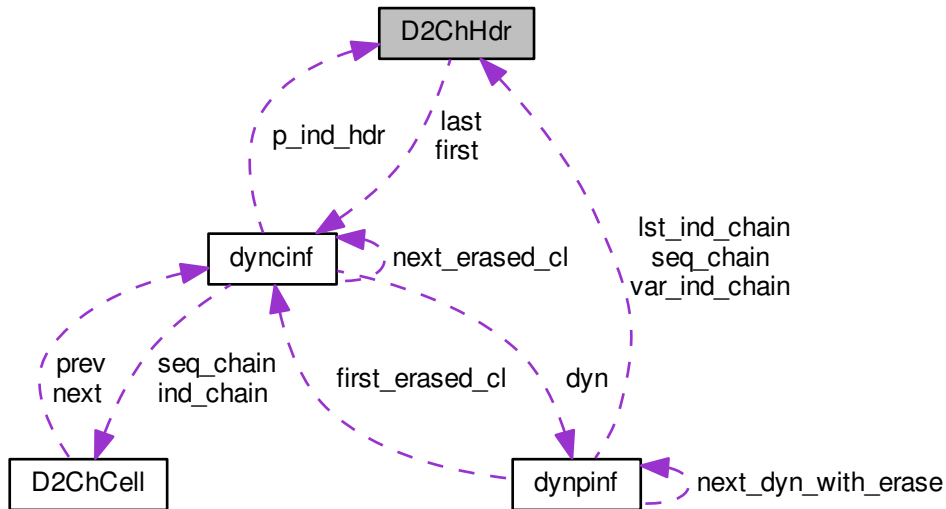 D2ChHdr
p_ind_hdr
last
first
lst_ind_chain
seq_chain
var_ind_chain
dyncinf
next_erased_cl
prev
next
seq_chain
ind_chain
first_erased_cl
dyn
D2ChCell
dynpinf
next_dyn_with_erase